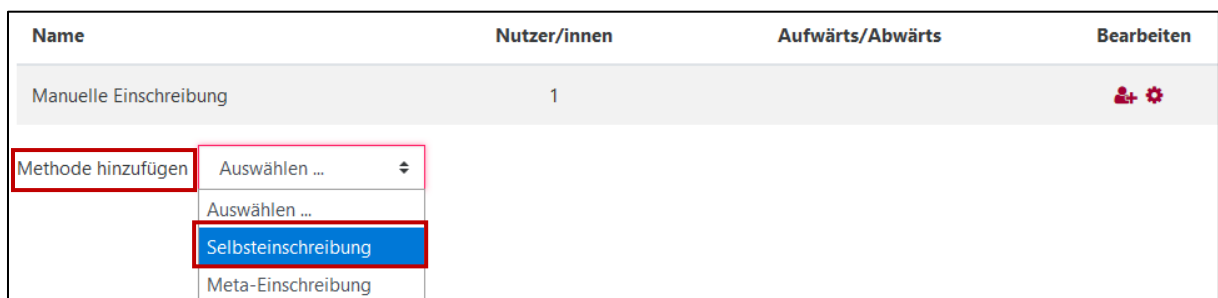 Name Nutzer/innen Aufwärts/Abwärts Bearbeiten
Manuelle Einschreibung 1
Methode hinzufügen Auswählen ...
Auswählen ...
Selbsteinschreibung
Meta-Einschreibung